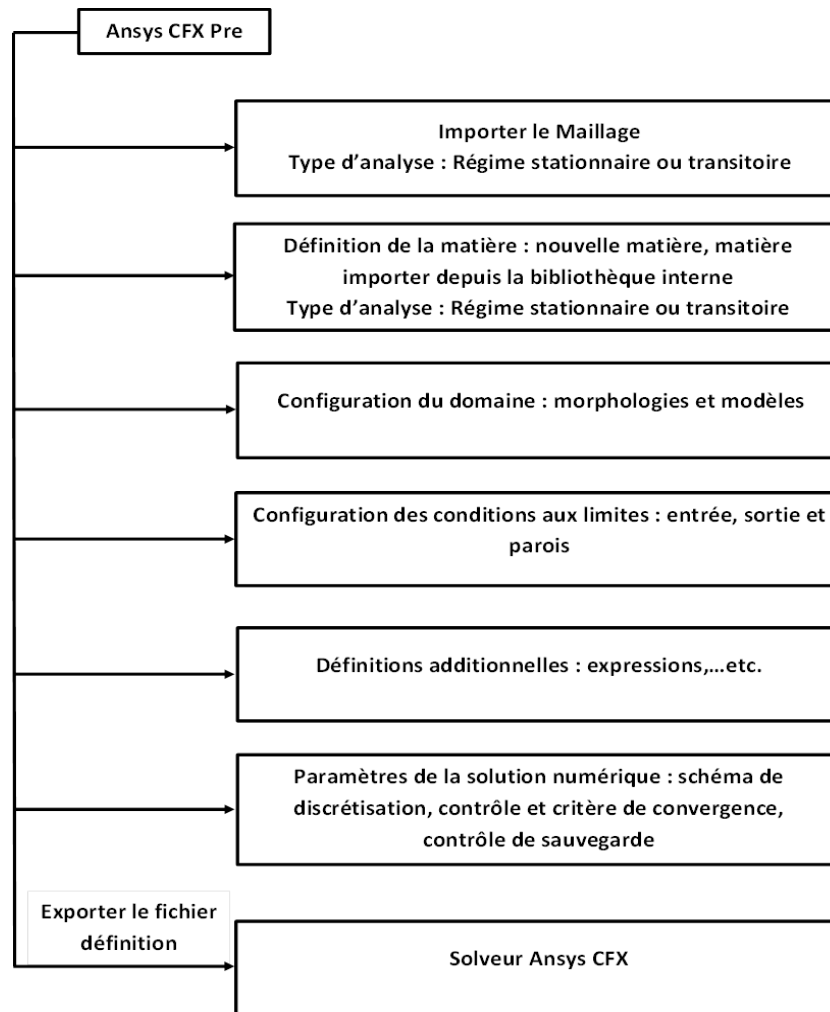 Ansys CFX Pre
Importer le Maillage
Type d’analyse : Régime stationnaire ou transitoire
Définition de la matière : nouvelle matière, matière
importer depuis la bibliothèque interne
Type d’analyse : Régime stationnaire ou transitoire
Configuration du domaine : morphologies et modèles
Configuration des conditions aux limites : entrée, sortie et
parois
Définitions additionnelles : expressions,...etc.
Paramètres de la solution numérique : schéma de
discrétisation, contrôle et critère de convergence,
contrôle de sauvegarde
Exporter le fichier
définition
Solveur Ansys CFX